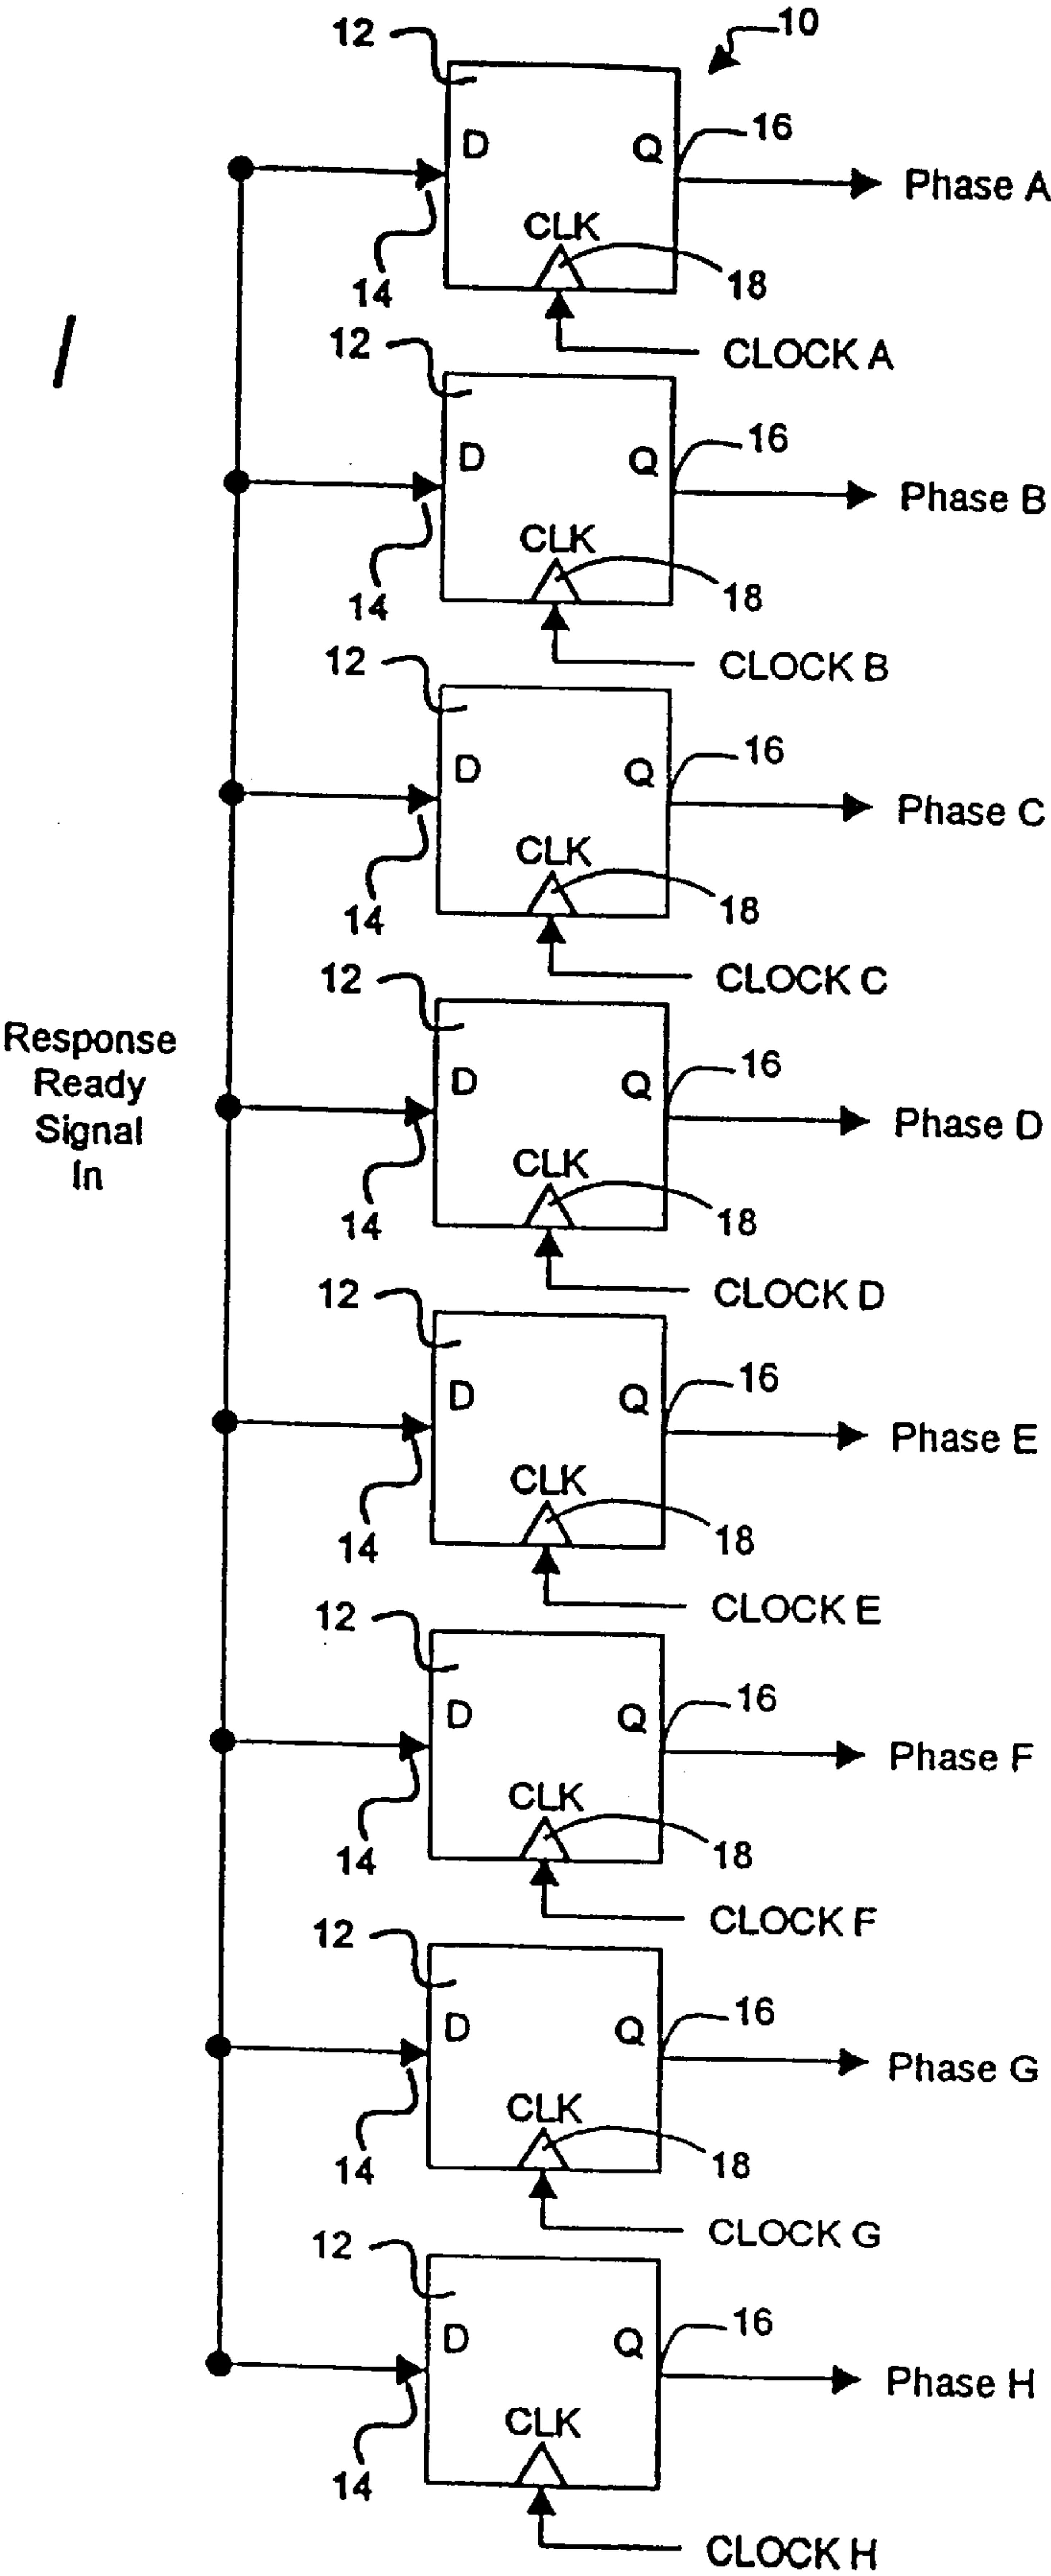 10
12
D
Q
16
Phase A
CLK
14
18
CLOCK A
12
D
Q
16
Phase B
CLK
14
18
CLOCK B
12
D
Q
16
Phase C
CLK
14
18
CLOCK C
12
Response
Ready
Signal
In
D
Q
16
Phase D
CLK
14
18
CLOCK D
12
D
Q
16
Phase E
CLK
14
18
CLOCK E
12
D
Q
16
Phase F
CLK
14
18
CLOCK F
12
D
Q
16
Phase G
CLK
14
18
CLOCK G
12
D
Q
16
Phase H
CLK
14
CLOCK H